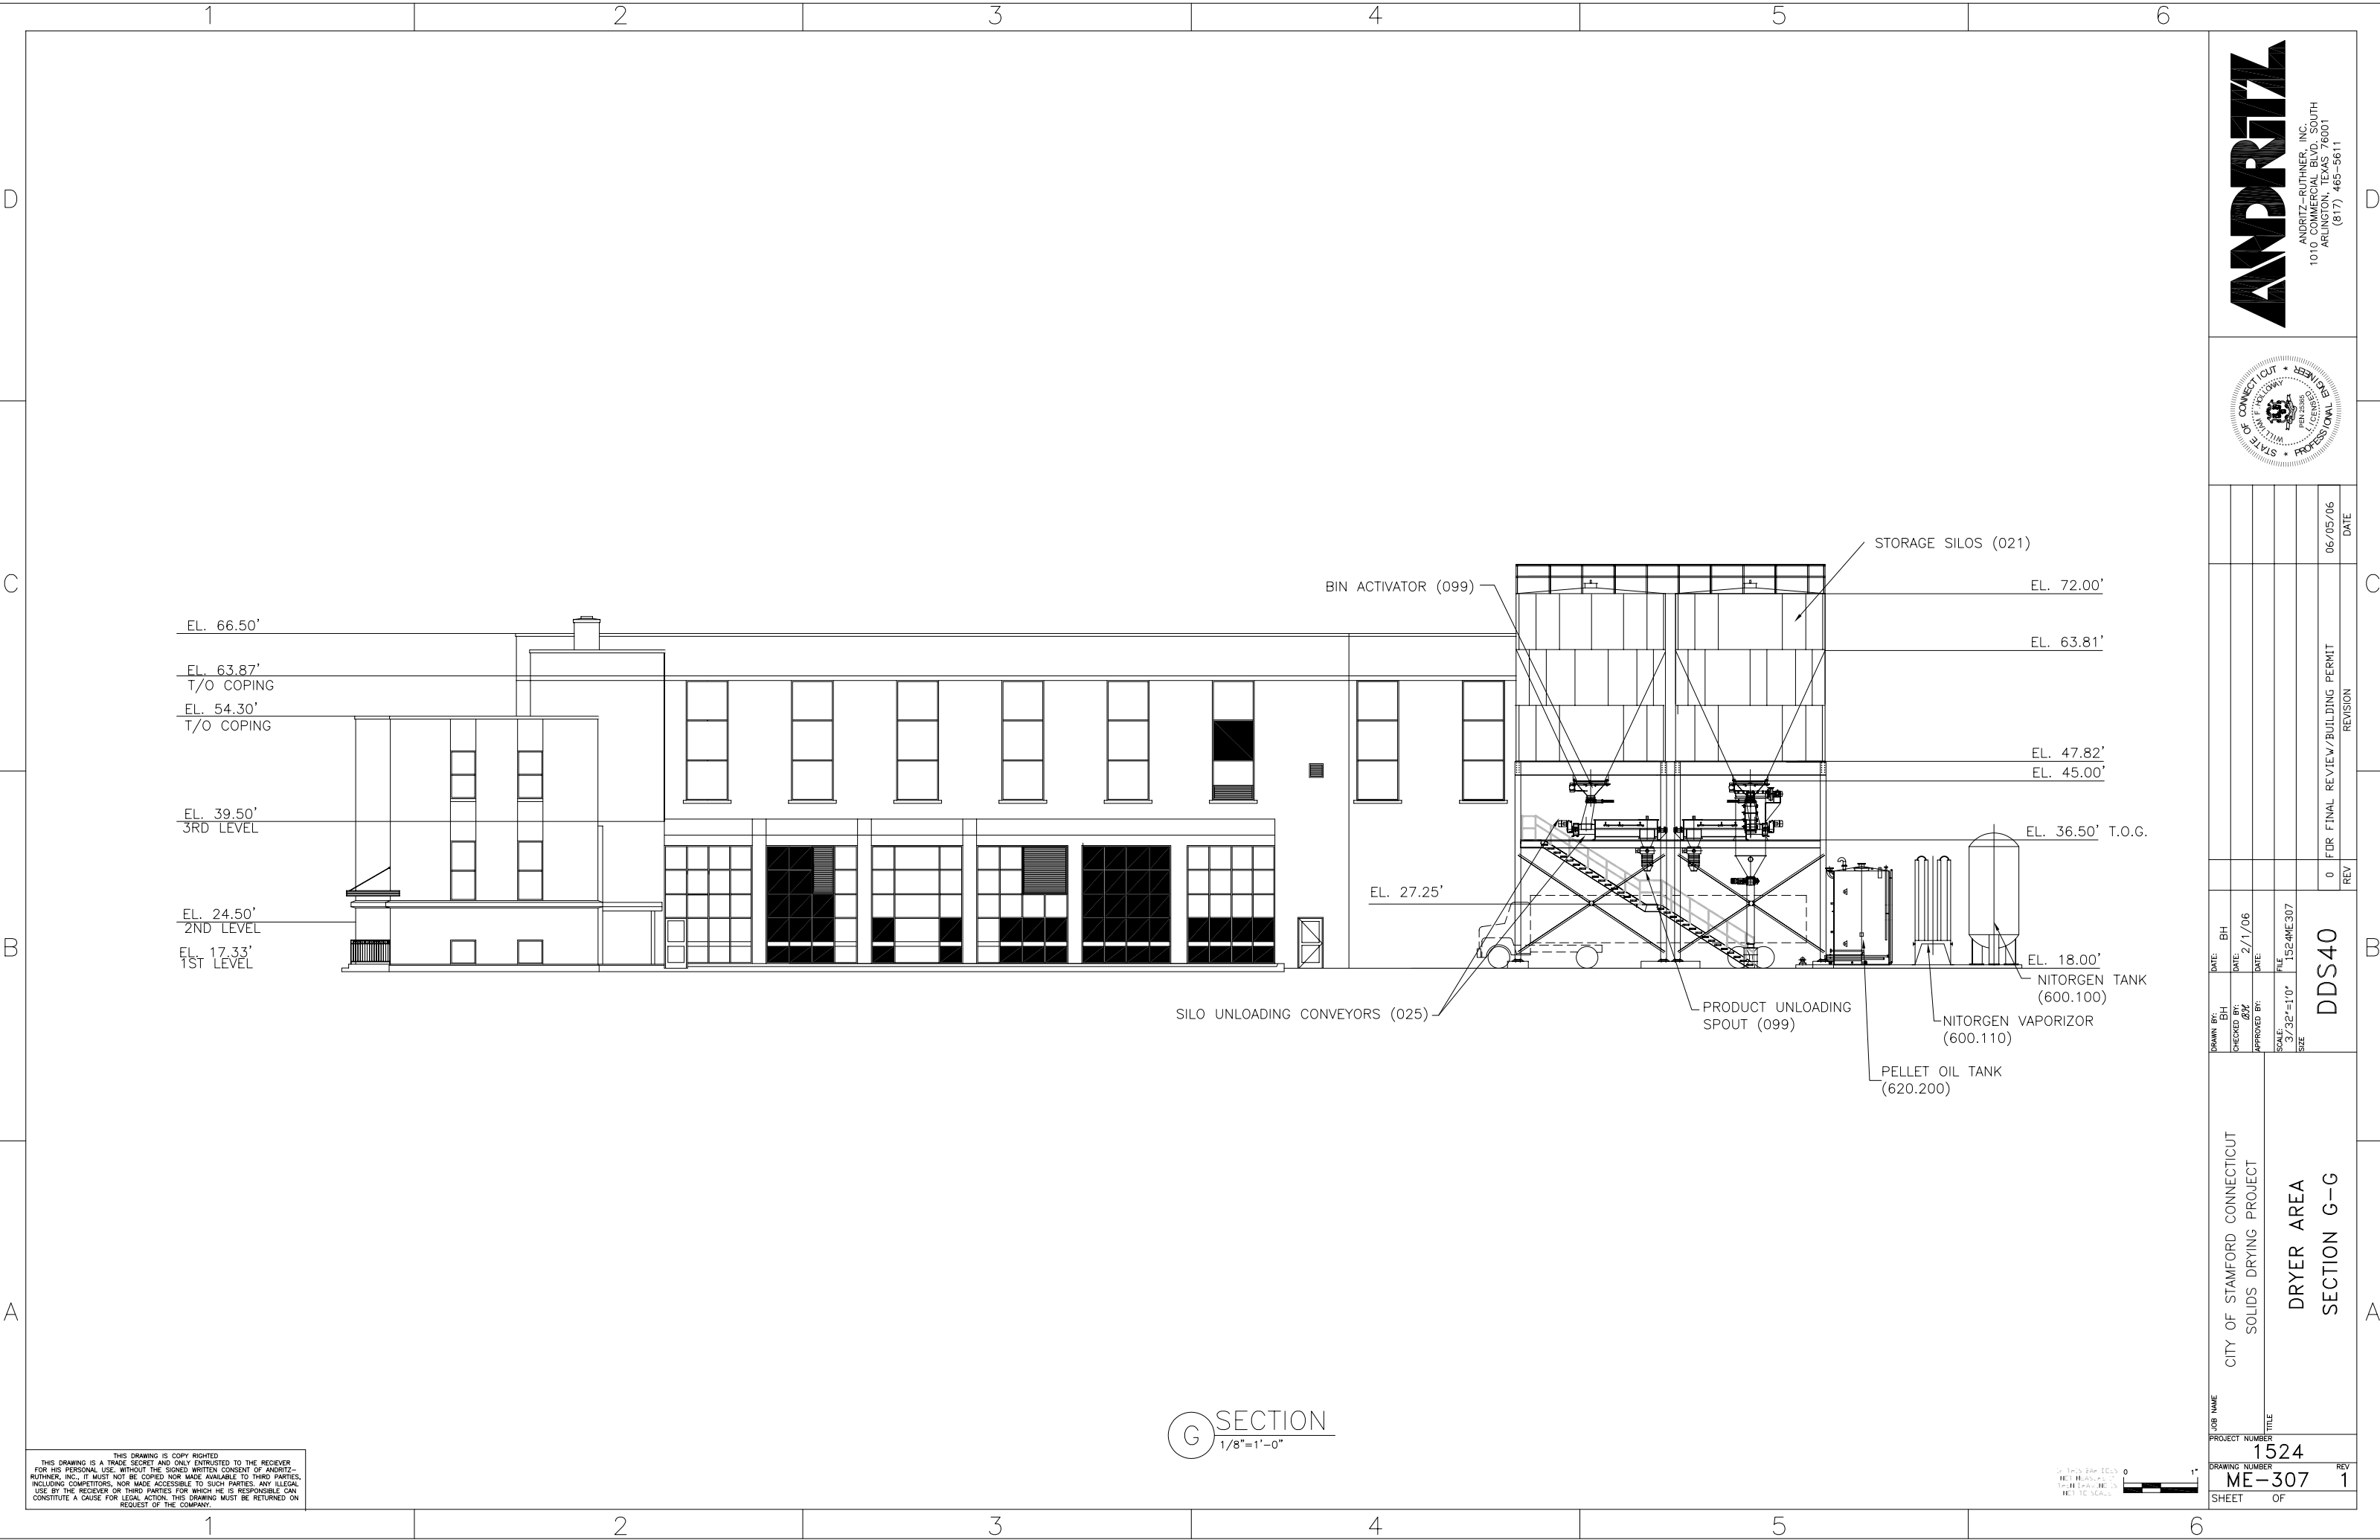 1
2
3
4
5
6
D
C
B
A
D
C
B
A
1
2
3
4
5
6
EL. 66.50'
EL. 63.87'
T/O COPING
EL. 54.30'
T/O COPING
EL. 39.50'
3RD LEVEL
EL. 24.50'
2ND LEVEL
EL. 17.33'
1ST LEVEL
BIN ACTIVATOR (099)
STORAGE SILOS (021)
EL. 72.00'
EL. 63.81'
EL. 47.82'
EL. 45.00'
EL. 36.50' T.O.G.
EL. 27.25'
EL. 18.00'
SILO UNLOADING CONVEYORS (025)
PRODUCT UNLOADING
SPOUT (099)
NITORGEN TANK
(600.100)
NITORGEN VAPORIZOR
(600.110)
PELLET OIL TANK
(620.200)
G SECTION
1/8"=1'-0"
THIS DRAWING IS COPY RIGHTED
THIS DRAWING IS A TRADE SECRET AND ONLY ENTRUSTED TO THE RECIEVER
FOR HIS PERSONAL USE. WITHOUT THE SIGNED WRITTEN CONSENT OF ANDRITZ-
RUTHNER, INC., IT MUST NOT BE COPIED NOR MADE AVAILABLE TO THIRD PARTIES,
INCLUDING COMPETITORS, NOR MADE ACCESSIBLE TO SUCH PARTIES. ANY ILLEGAL
USE BY THE RECIEVER OR THIRD PARTIES FOR WHICH HE IS RESPONSIBLE CAN
CONSTITUTE A CAUSE FOR LEGAL ACTION. THIS DRAWING MUST BE RETURNED ON
REQUEST OF THE COMPANY.
0 1"
ANDRITZ
ANDRITZ-RUTHNER, INC.
1010 COMMERCIAL BLVD. SOUTH
ARLINGTON, TEXAS 76001
(817) 465-5611
STATE OF CONNECTICUT * PROFESSIONAL ENGINEER *
WILLIAM F. HOLLOWAY
PEN 25365
LICENSED
0 FOR FINAL REVIEW/BUILDING PERMIT 06/05/06
REV REVISION DATE
DRAWN BY: BH DATE: BH
CHECKED BY: DATE: 2/1/06
APPROVED BY: DATE:
SCALE: 3/32"=1'0" FILE 1524ME307
SIZE DDS40
JOB NAME
CITY OF STAMFORD CONNECTICUT
SOLIDS DRYING PROJECT
TITLE
DRYER AREA
SECTION G-G
PROJECT NUMBER
1524
DRAWING NUMBER REV
ME-307 1
SHEET OF